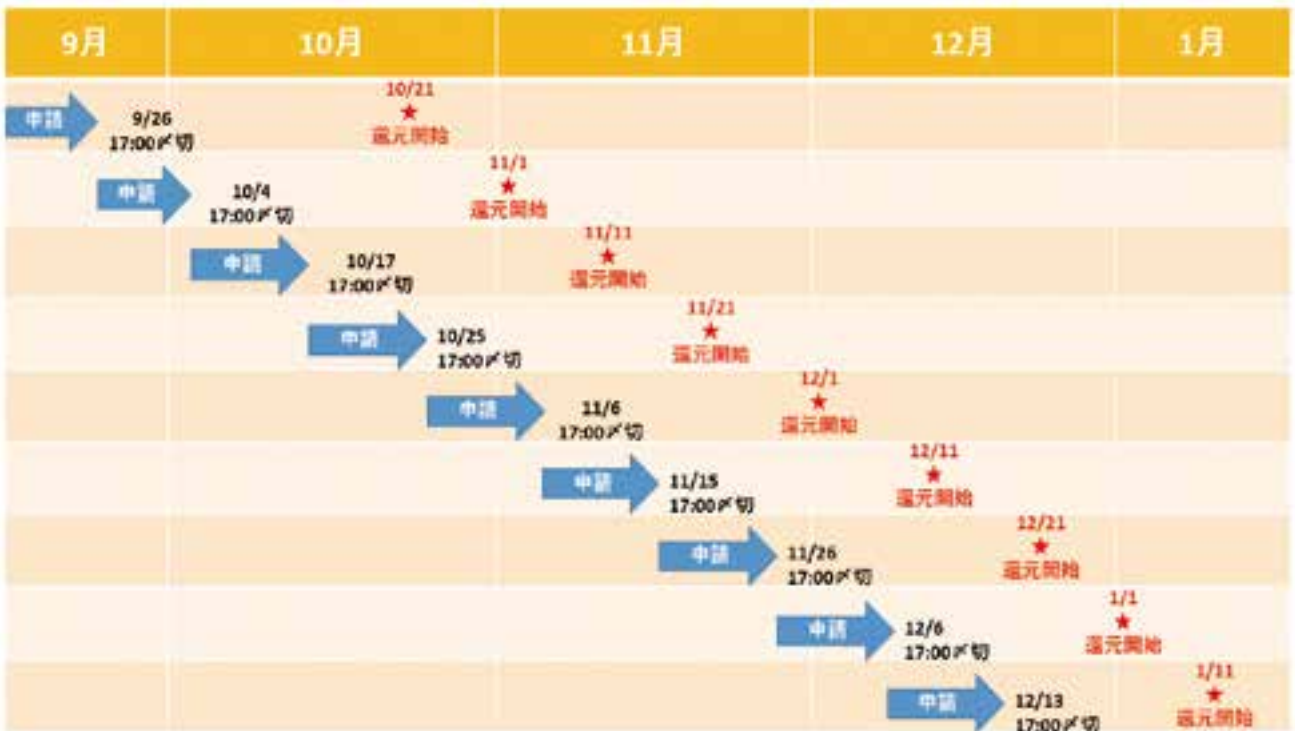 9月 10月 11月 12月 1月
10/21
申請 9/26 ★
17:00〆切 還元開始
11/1
申請 10/4 ★
17:00〆切 還元開始
11/11
申請 10/17 ★
17:00〆切 還元開始
11/21
申請 10/25 ★
17:00〆切 還元開始
12/1
申請 11/6 ★
17:00〆切 還元開始
12/11
申請 11/15 ★
17:00〆切 還元開始
12/21
申請 11/26 ★
17:00〆切 還元開始
1/1
申請 12/6 ★
17:00〆切 還元開始
1/11
申請 12/13 ★
17:00〆切 還元開始